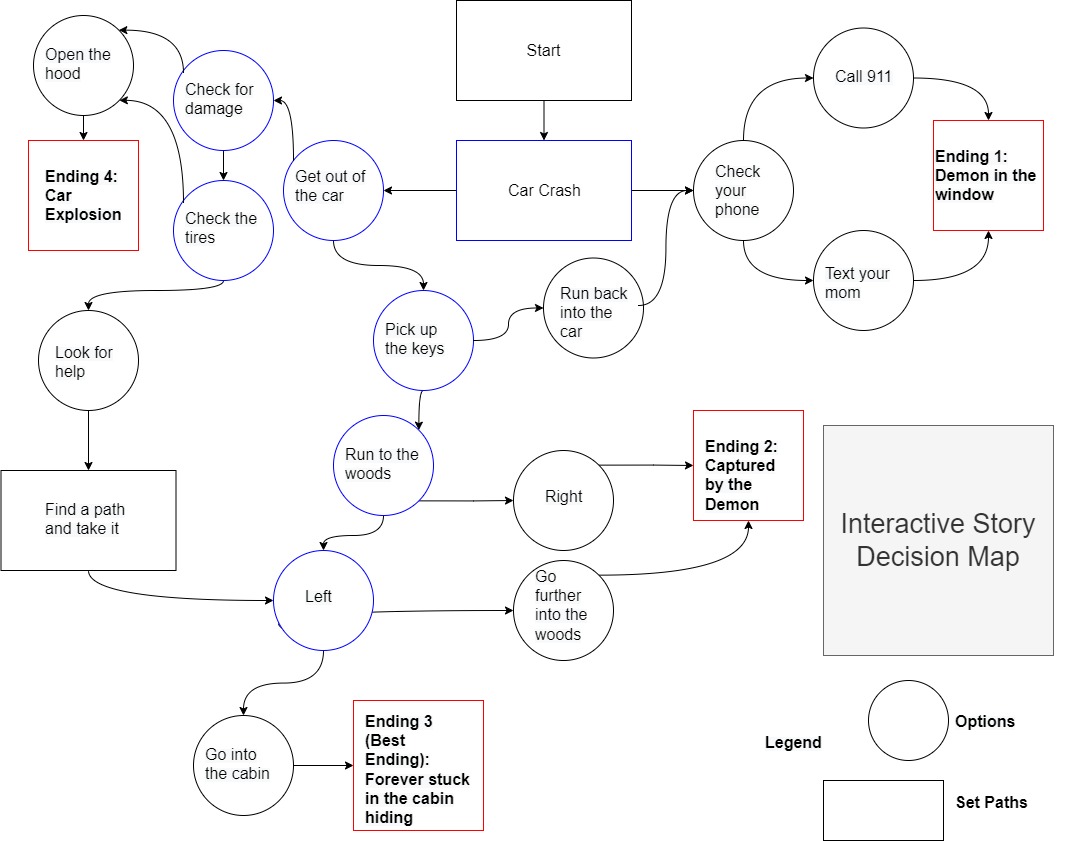 Start
Open the
hood
Check for
damage
Call 911
Ending 1:
Demon in the
window
Ending 4:
Car
Explosion
Get out of
the car
Car Crash
Check
your
phone
Check the
tires
Text your
mom
Run back
into the
car
Pick up
the keys
Look for
help
Run to the
woods
Ending 2:
Captured
by the
Demon
Right
Find a path
and take it
Interactive Story
Decision Map
Left
Go
further
into the
woods
Go into
the cabin
Ending 3
(Best
Ending):
Forever stuck
in the cabin
hiding
Legend
Options
Set Paths